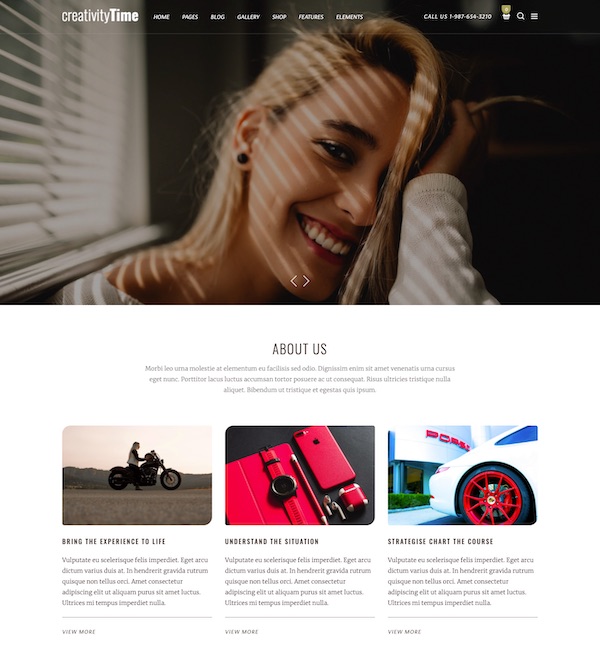 creativityTime HOME PAGES BLOG GALLERY SHOP FEATURES ELEMENTS CALL US 1-987-654-3210 0
ABOUT US
Morbi leo urna molestie at elementum eu facilisis sed odio. Dignissim enim sit amet venenatis urna cursus
eget nunc. Porttitor lacus luctus accumsan tortor posuere ac ut consequat. Risus ultricies tristique nulla
aliquet. Bibendum ut tristique et egestas quis ipsum.
PORS
BRING THE EXPERIENCE TO LIFE
Vulputate eu scelerisque felis imperdiet. Eget arcu
dictum varius duis at. In hendrerit gravida rutrum
quisque non tellus orci. Amet consectetur
adipiscing elit ut aliquam purus sit amet luctus.
Ultrices mi tempus imperdiet nulla.
VIEW MORE
UNDERSTAND THE SITUATION
Vulputate eu scelerisque felis imperdiet. Eget arcu
dictum varius duis at. In hendrerit gravida rutrum
quisque non tellus orci. Amet consectetur
adipiscing elit ut aliquam purus sit amet luctus.
Ultrices mi tempus imperdiet nulla.
VIEW MORE
STRATEGISE CHART THE COURSE
Vulputate eu scelerisque felis imperdiet. Eget arcu
dictum varius duis at. In hendrerit gravida rutrum
quisque non tellus orci. Amet consectetur
adipiscing elit ut aliquam purus sit amet luctus.
Ultrices mi tempus imperdiet nulla.
VIEW MORE